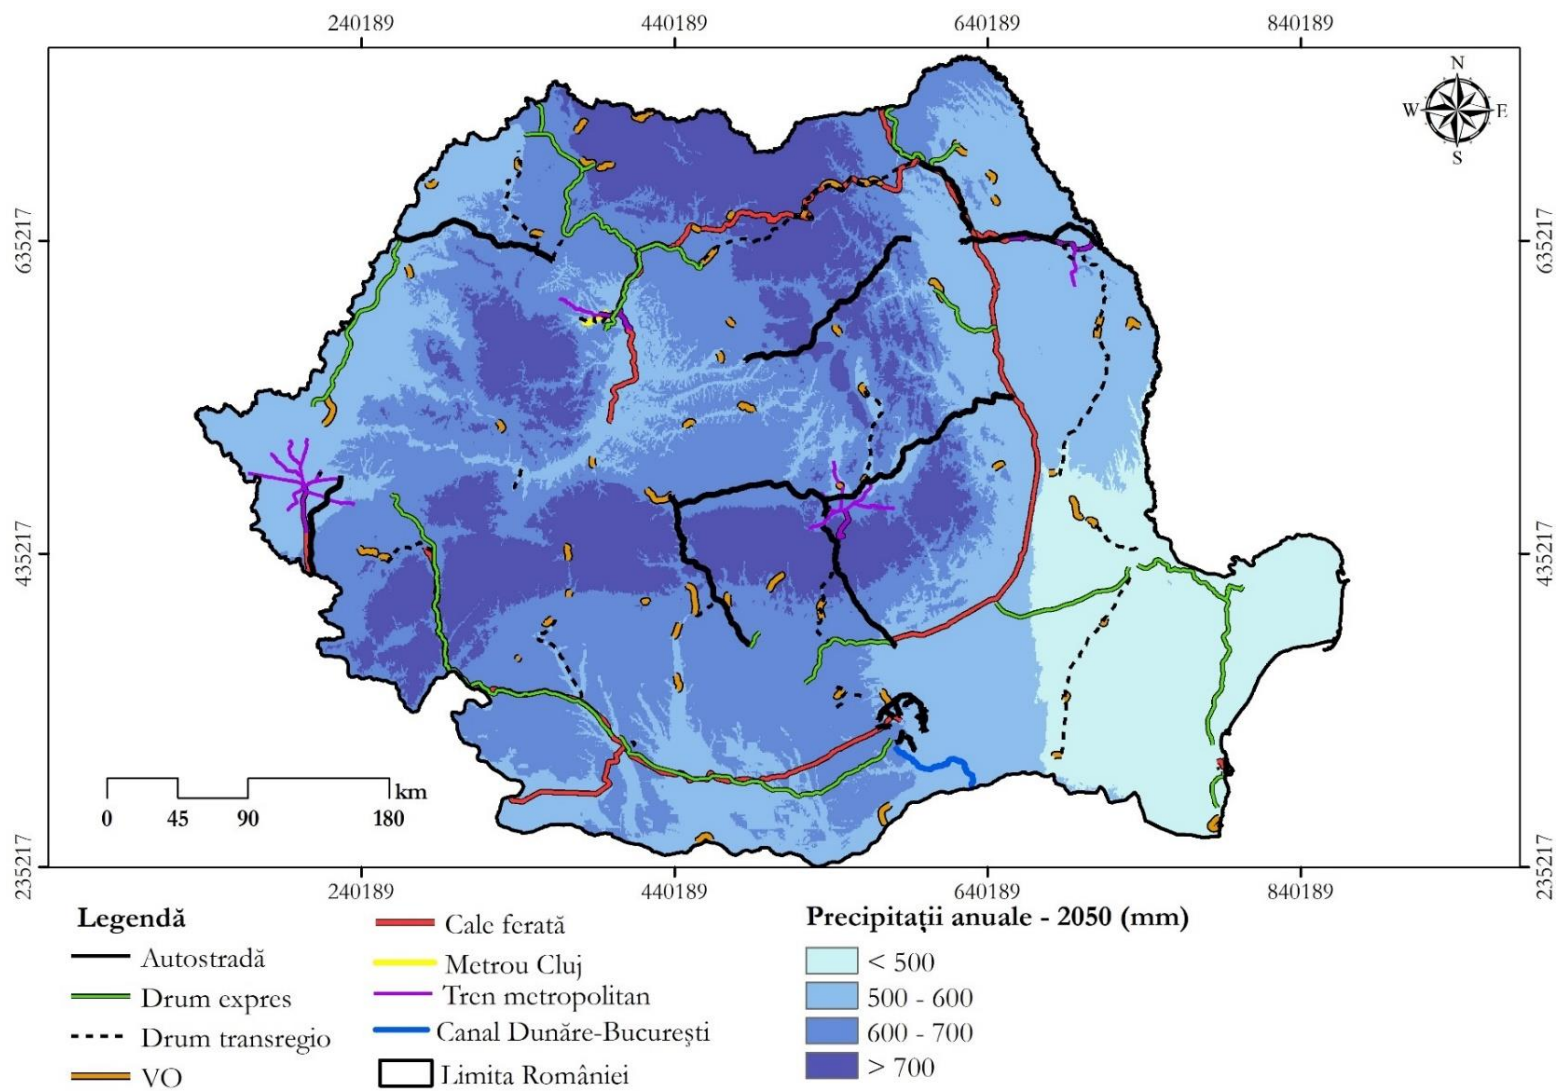 240189 440189 640189 840189
N
W E
S
635217 635217
435217 435217
235217 235217
km
0 45 90 180
240189 440189 640189 840189
Legendă
Autostradă
Drum expres
Drum transregio
VO
Cale ferată
Metrou Cluj
Tren metropolitan
Canal Dunăre-București
Limita României
Precipitații anuale - 2050 (mm)
< 500
500 - 600
600 - 700
> 700